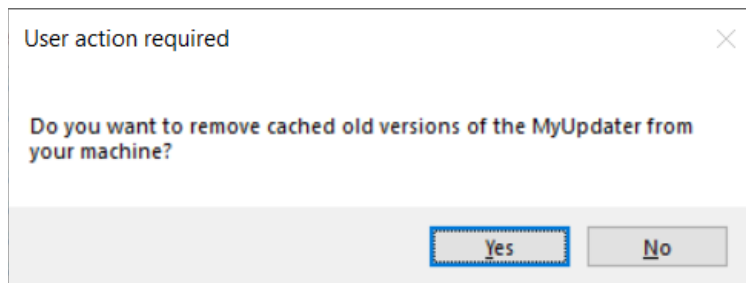 User action required
Do you want to remove cached old versions of the MyUpdater from
your machine?
Yes
No